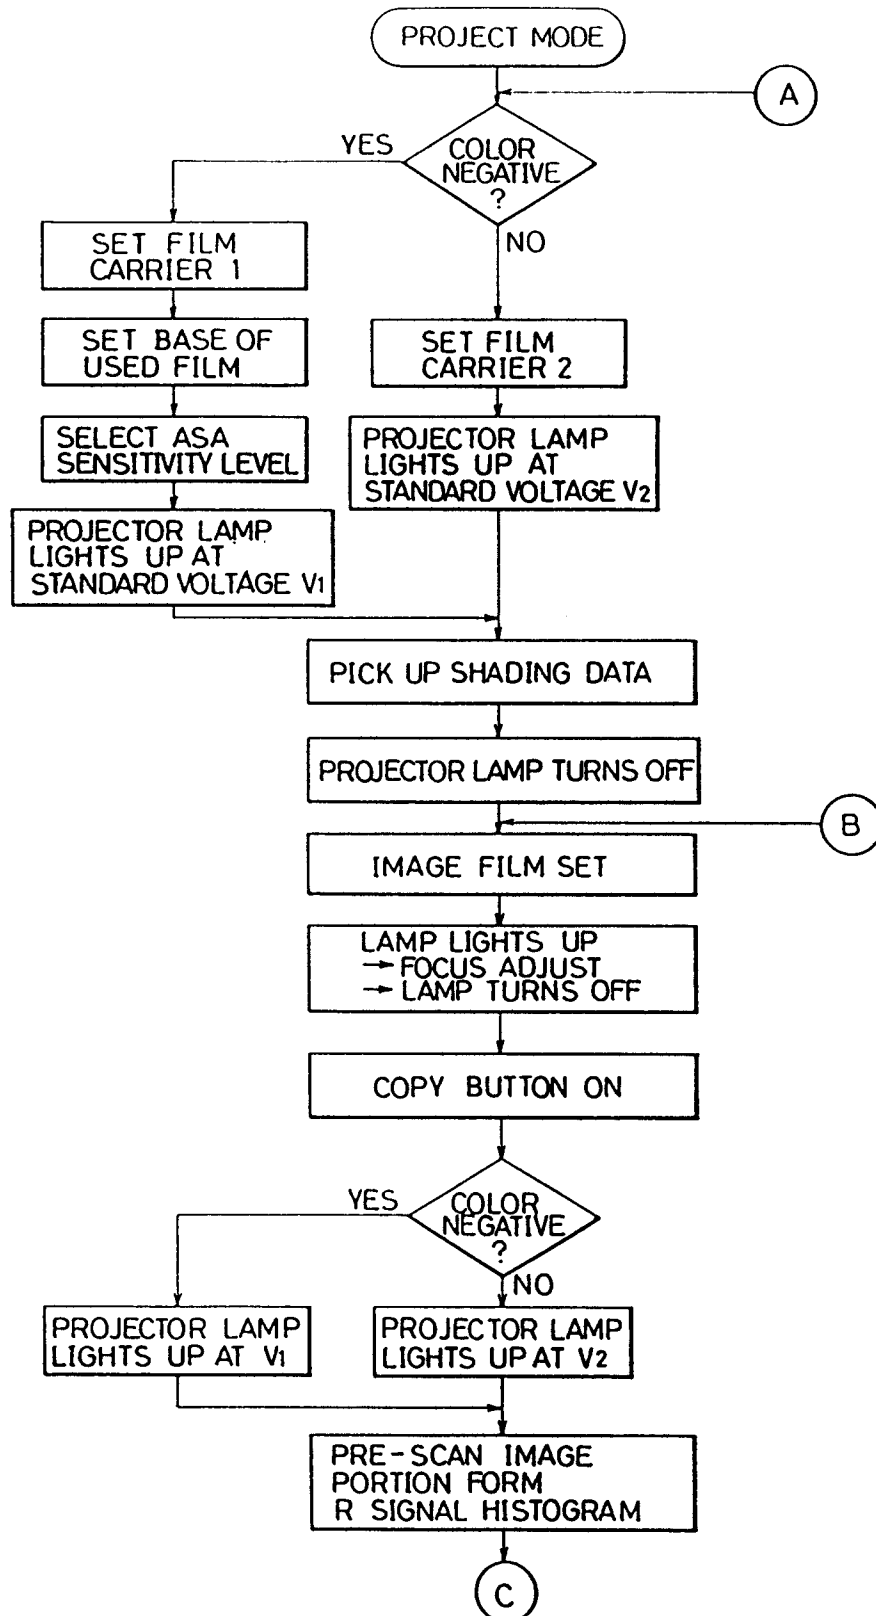 PROJECT MODE
A
YES
COLOR
NEGATIVE
?
NO
SET FILM
CARRIER 1
SET BASE OF
USED FILM
SET FILM
CARRIER 2
SELECT ASA
SENSITIVITY LEVEL
PROJECTOR LAMP
LIGHTS UP AT
STANDARD VOLTAGE V2
PROJECTOR LAMP
LIGHTS UP AT
STANDARD VOLTAGE V1
PICK UP SHADING DATA
PROJECTOR LAMP TURNS OFF
B
IMAGE FILM SET
LAMP LIGHTS UP
→ FOCUS ADJUST
→ LAMP TURNS OFF
COPY BUTTON ON
YES
COLOR
NEGATIVE
?
NO
PROJECTOR LAMP
LIGHTS UP AT V1
PROJECTOR LAMP
LIGHTS UP AT V2
PRE-SCAN IMAGE
PORTION FORM
R SIGNAL HISTOGRAM
C